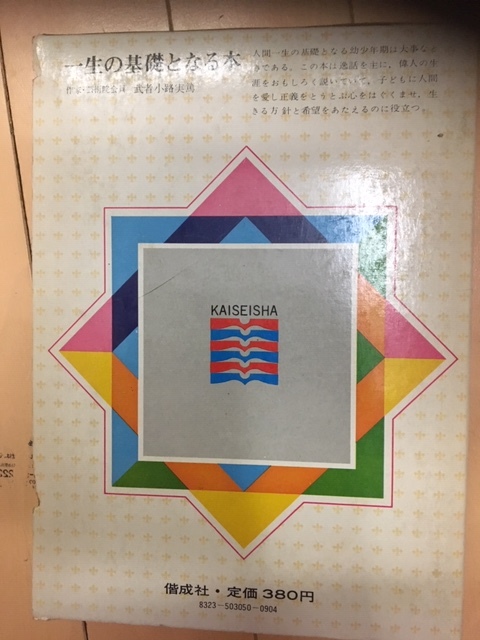 一生の基礎となる本
作家・芸術院会員 武者小路実篤
人間一生の基礎となる幼少年期は大事なと
きである。この本は逸話を主に、偉人の生
涯をおもしろく説いていて、子どもに人間
を愛し正義をとうとぶ心をはぐくませ、生
きる方針と希望をあたえるのに役立つ。
KAISEISHA
偕成社・定価380円
8323-503050-0904